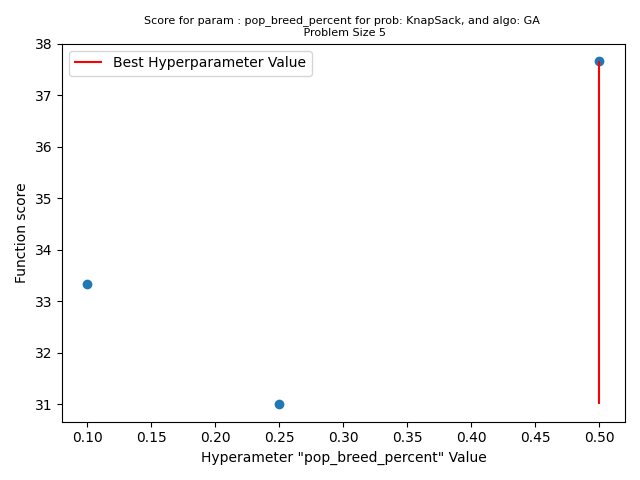 Score for param : pop_breed_percent for prob: KnapSack, and algo: GA
Problem Size 5
Best Hyperparameter Value
38
37
36
35
34
33
32
31
Function score
0.10 0.15 0.20 0.25 0.30 0.35 0.40 0.45 0.50
Hyperameter "pop_breed_percent" Value